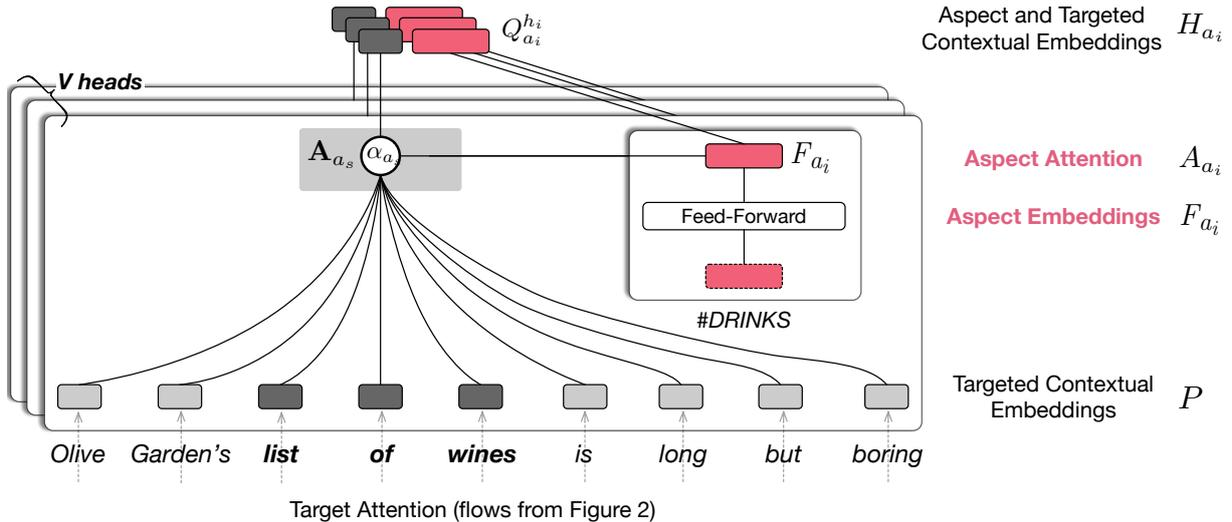 Q_{a_i}^{h_i}
Aspect and Targeted
Contextual Embeddings
H_{a_i}
V heads
A_{a_s}
α_{a_s}
F_{a_i}
Aspect Attention
A_{a_i}
Feed-Forward
Aspect Embeddings
F_{a_i}
#DRINKS
Targeted Contextual
Embeddings
P
Olive Garden's list of wines is long but boring
Target Attention (flows from Figure 2)